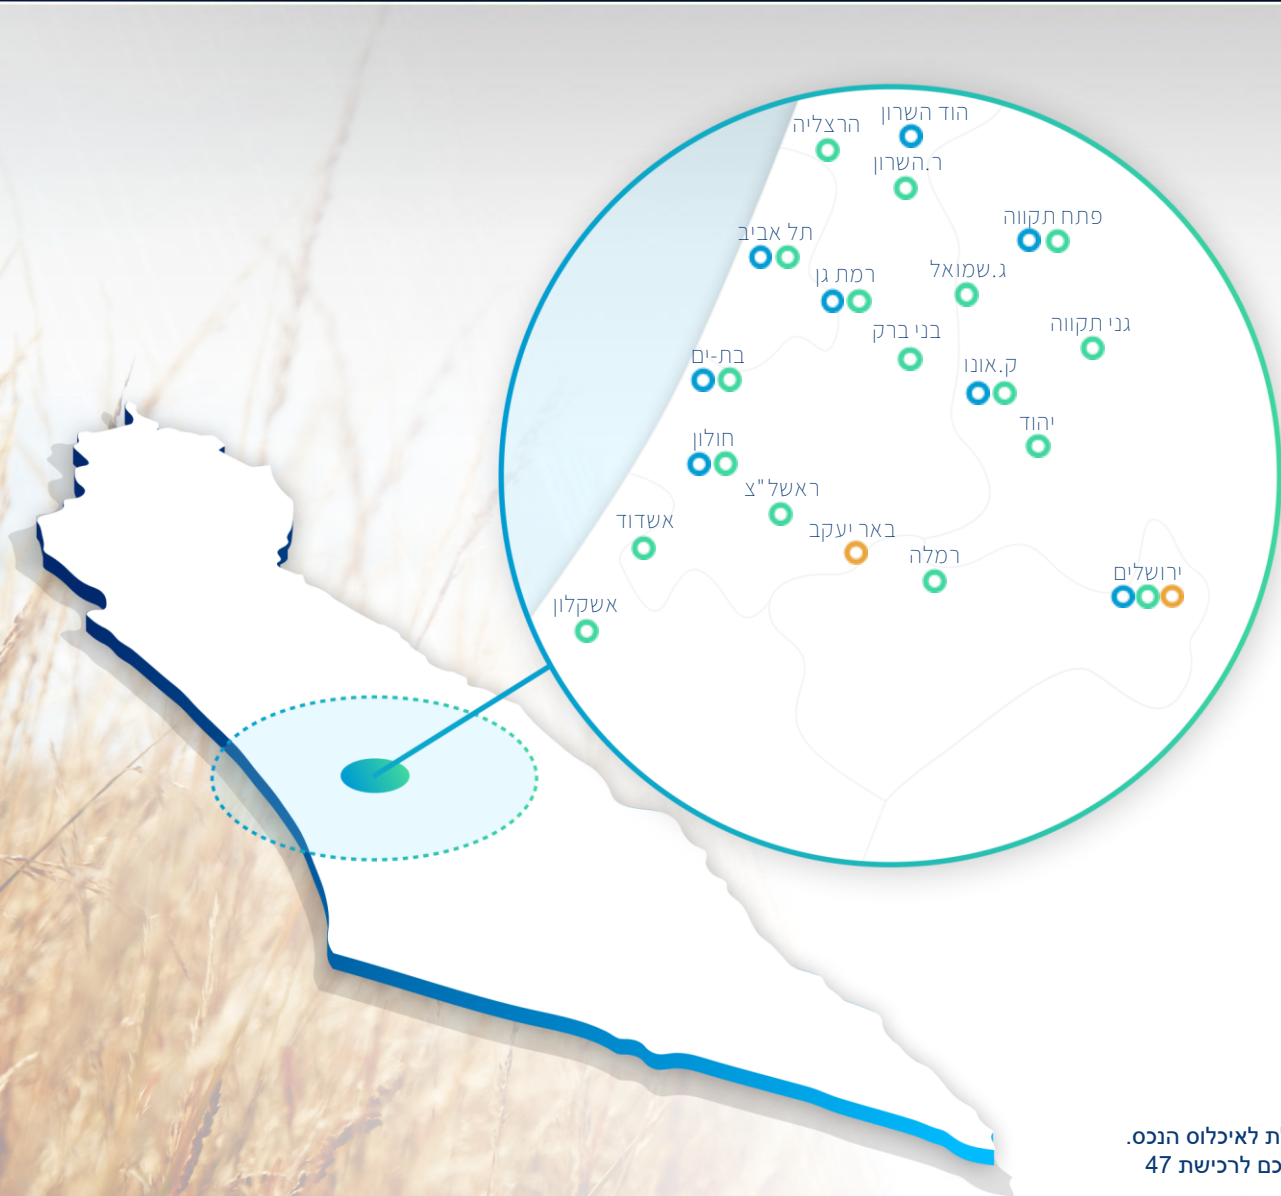 הוד השרון
הרצליה
ר.השרון
פתח תקווה
תל אביב
ג.שמואל
רמת גן
גני תקווה
בני ברק
בת-ים
ק.אונו
יהוד
חולון
ראשל"צ
אשדוד
באר יעקב
רמלה
ירושלים
אשקלון
לאיכלוס הנכס.
לרכישת 47